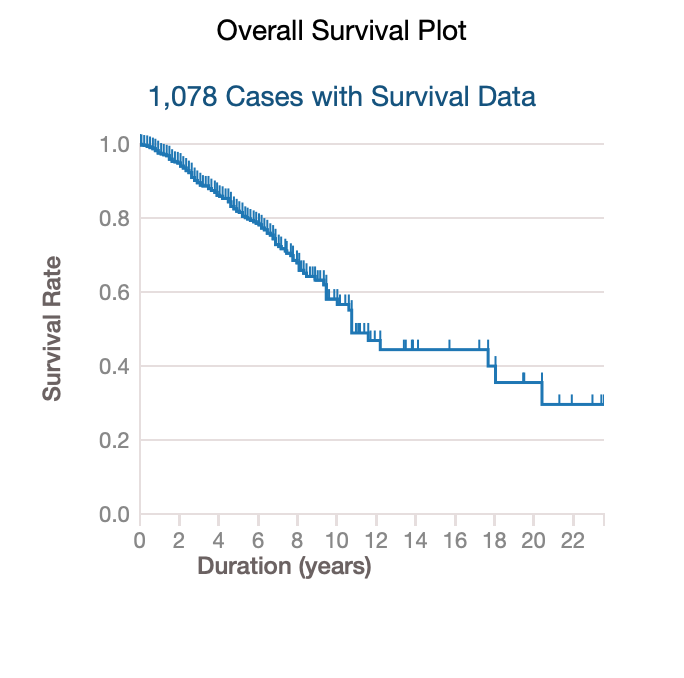 Overall Survival Plot
1,078 Cases with Survival Data
Survival Rate
1.0
0.8
0.6
0.4
0.2
0.0
0 2 4 6 8 10 12 14 16 18 20 22
Duration (years)